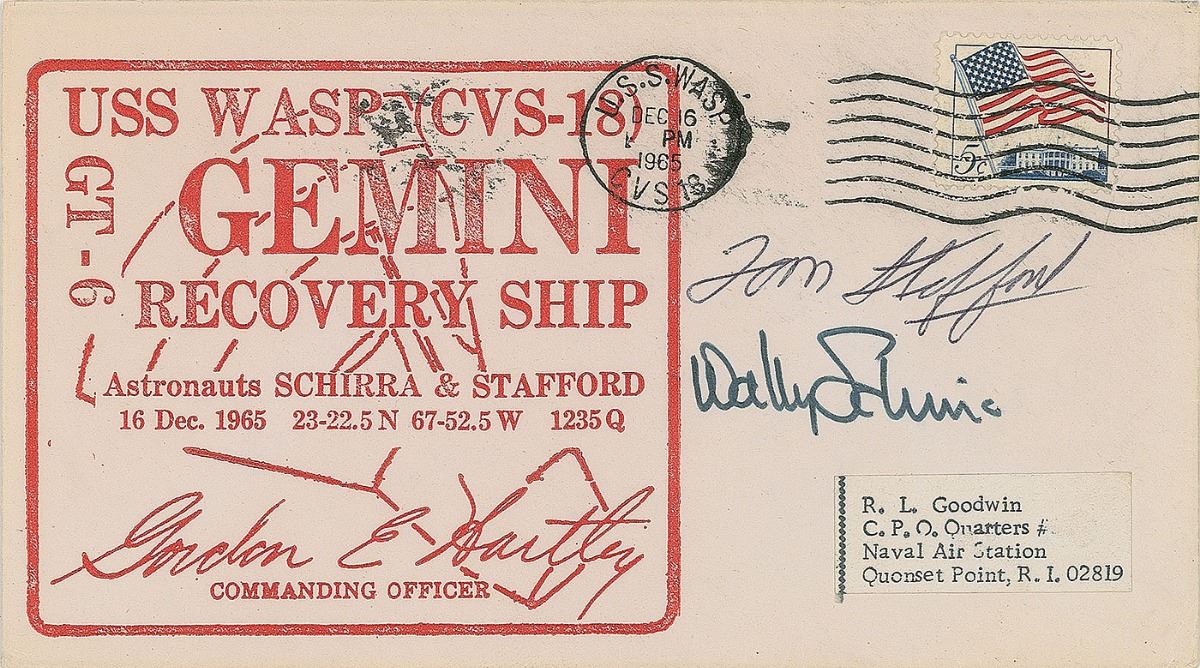 USS WASP (CVS-18)
GT-6
GEMINI
RECOVERY SHIP
Astronauts SCHIRRA & STAFFORD
16 Dec. 1965 23-22.5 N 67-52.5 W 1235 Q
Gordon E Hartley
COMMANDING OFFICER
U.S.S. WASP
DEC 16
PM
1965
CVS 18
5c
Tom Stafford
Wally Schirra
R. L. Goodwin
C. P. O. Quarters #
Naval Air Station
Quonset Point, R. I. 02819